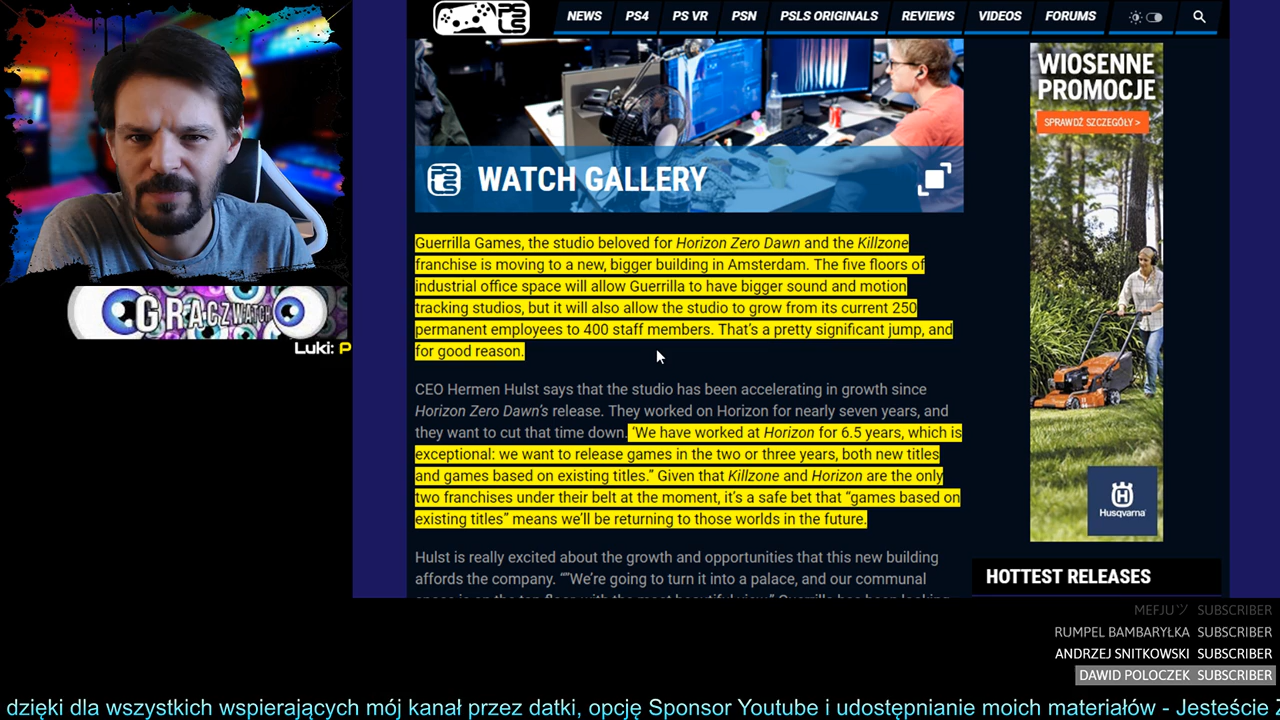 NEWS PS4 PS VR PSN PSLS ORIGINALS REVIEWS VIDEOS FORUMS
PSLS
WATCH GALLERY
Guerrilla Games, the studio beloved for Horizon Zero Dawn and the Killzone
franchise is moving to a new, bigger building in Amsterdam. The five floors of
industrial office space will allow Guerrilla to have bigger sound and motion
tracking studios, but it will also allow the studio to grow from its current 250
permanent employees to 400 staff members. That's a pretty significant jump, and
for good reason.
CEO Hermen Hulst says that the studio has been accelerating in growth since
Horizon Zero Dawn's release. They worked on Horizon for nearly seven years, and
they want to cut that time down. ‘We have worked at Horizon for 6.5 years, which is
exceptional: we want to release games in the two or three years, both new titles
and games based on existing titles.” Given that Killzone and Horizon are the only
two franchises under their belt at the moment, it's a safe bet that “games based on
existing titles” means we'll be returning to those worlds in the future.
Hulst is really excited about the growth and opportunities that this new building
affords the company. “”We're going to turn it into a palace, and our communal
WIOSENNE
PROMOCJE
SPRAWDŹ SZCZEGÓŁY >
Husqvarna
HOTTEST RELEASES
GRACZWATCH
Luki: P
MEFJUツ SUBSCRIBER
RUMPEL BAMBARYŁKA SUBSCRIBER
ANDRZEJ SNITKOWSKI SUBSCRIBER
DAWID POLOCZEK SUBSCRIBER
dzięki dla wszystkich wspierających mój kanał przez datki, opcję Sponsor Youtube i udostępnianie moich materiałów - Jesteście